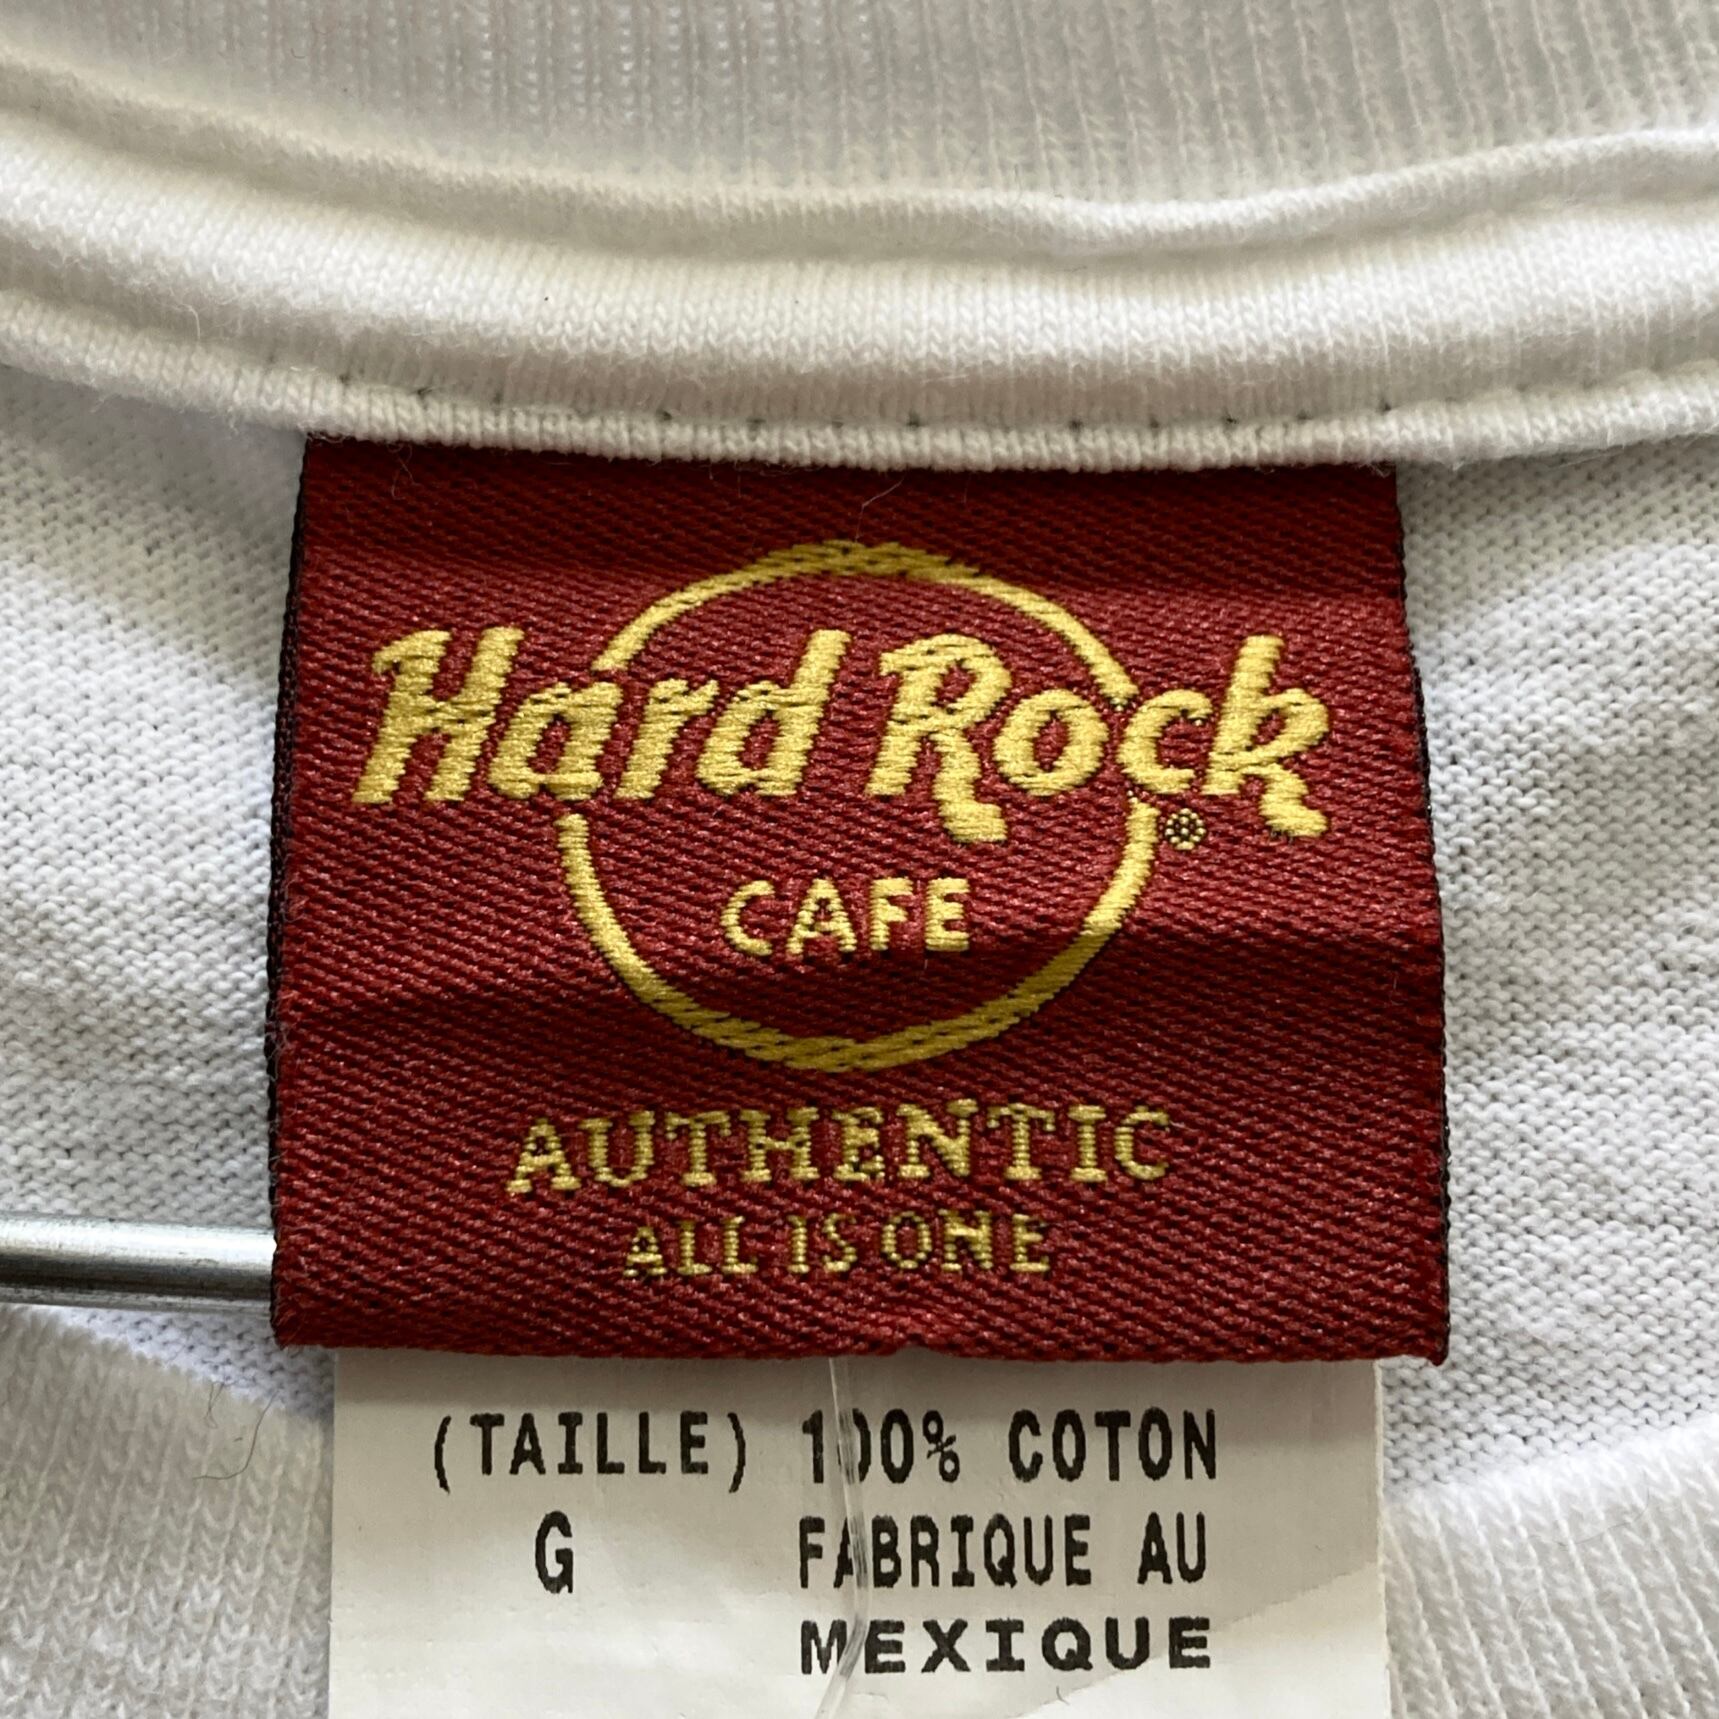 Hard Rock
CAFE
®
AUTHENTIC
ALL IS ONE
(TAILLE) 100% COTON
G FABRIQUE AU
MEXIQUE